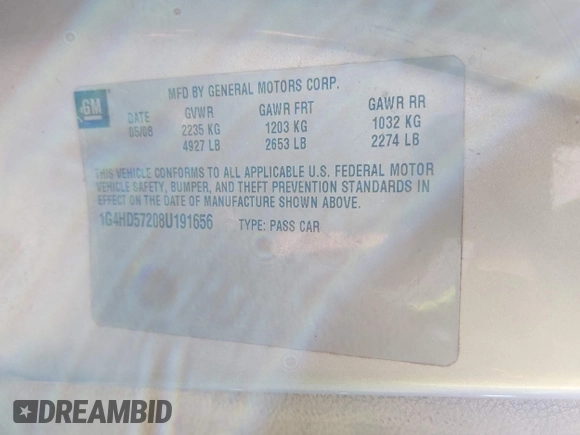 GM
MFD BY GENERAL MOTORS CORP.
DATE GVWR GAWR FRT GAWR RR
05/08 2235 KG 1203 KG 1032 KG
4927 LB 2653 LB 2274 LB
THIS VEHICLE CONFORMS TO ALL APPLICABLE U.S. FEDERAL MOTOR
VEHICLE SAFETY, BUMPER, AND THEFT PREVENTION STANDARDS IN
EFFECT ON THE DATE OF MANUFACTURE SHOWN ABOVE.
1G4HD57208U191656 TYPE: PASS CAR
DREAMBID